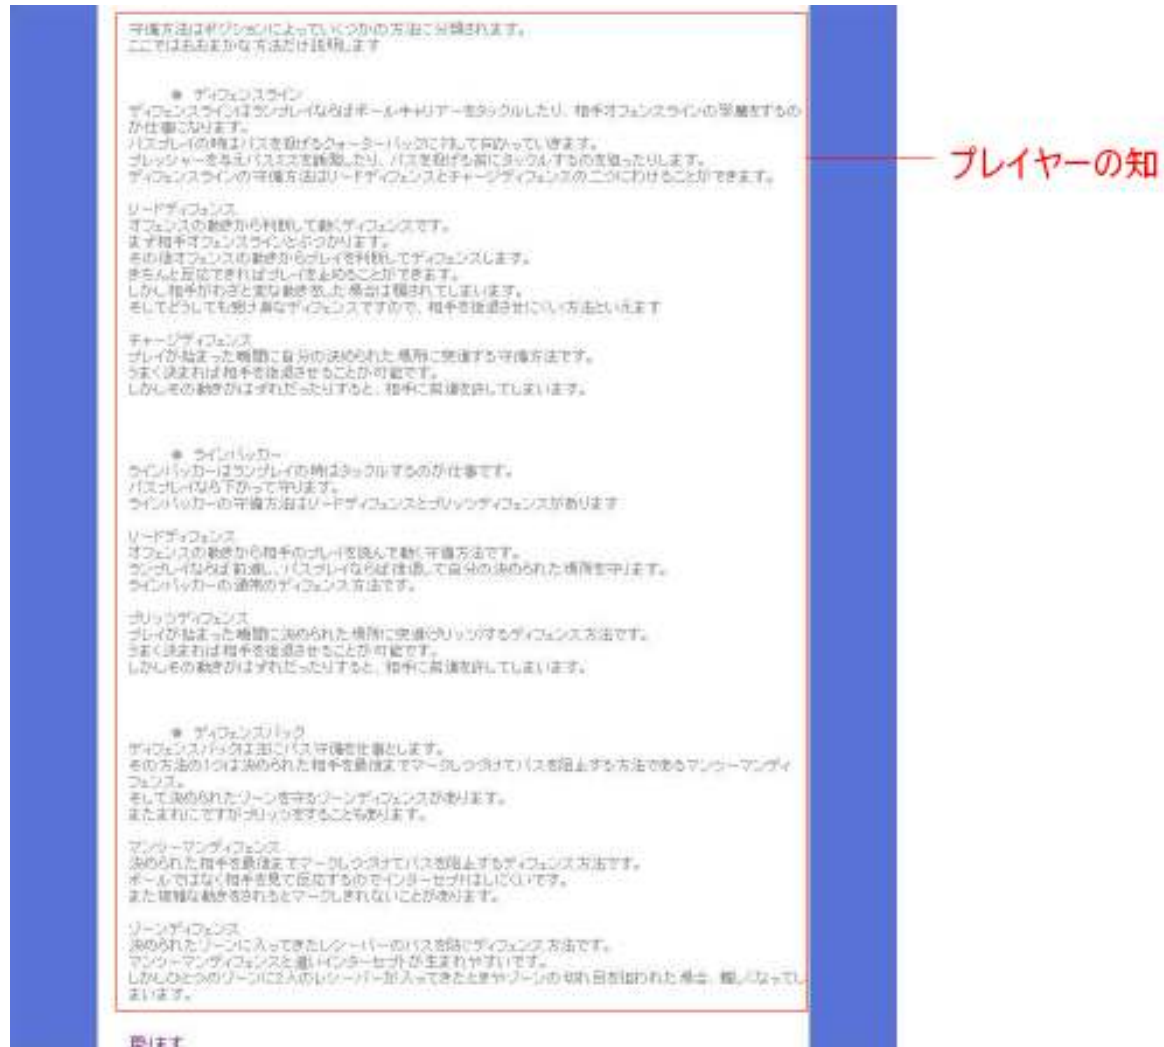 守備方法はポジションによっていくつかの方法に分類されます。
ここではおおまかな方法だけ説明します
● ディフェンスライン
ディフェンスラインはランプレイならばボールキャリアーをタックルしたり、相手オフェンスラインの邪魔をするの
が仕事になります。
パスプレイの時はパスを投げるクォーターバックに対して向かっていきます。
プレッシャーを与えパスミスを誘発したり、パスを投げる前にタックルするのを狙ったりします。
ディフェンスラインの守備方法はリードディフェンスとチャージディフェンスの二つにわけることができます。
リードディフェンス
オフェンスの動きから判断して動くディフェンスです。
まず相手オフェンスラインとぶつかります。
その後オフェンスの動きからプレイを判断してディフェンスします。
きちんと反応できればプレイを止めることができます。
しかし相手がわざと変な動きをした場合は騙されてしまいます。
そしてどうしても受け身なディフェンスですので、相手を後退させにくい方法といえます
チャージディフェンス
プレイが始まった瞬間に自分の決められた場所に突進する守備方法です。
うまく決まれば相手を後退させることが可能です。
しかしその動きがはずれだったりすると、相手に前進を許してしまいます。
● ラインバッカー
ラインバッカーはランプレイの時はタックルするのが仕事です。
パスプレイなら下がって守ります。
ラインバッカーの守備方法はリードディフェンスとブリッツディフェンスがあります
リードディフェンス
オフェンスの動きから相手のプレイを読んで動く守備方法です。
ランプレイならば前進し、パスプレイならば後退して自分の決められた場所を守ります。
ラインバッカーの通常のディフェンス方法です。
ブリッツディフェンス
プレイが始まった瞬間に決められた場所に突進(ブリッツ)するディフェンス方法です。
うまく決まれば相手を後退させることが可能です。
しかしその動きがはずれだったりすると、相手に前進を許してしまいます。
● ディフェンスバック
ディフェンスバックは主にパス守備を仕事とします。
その方法の1つは決められた相手を最後までマークしつづけてパスを阻止する方法であるマンツーマンディ
フェンス。
そして決められたゾーンを守るゾーンディフェンスがあります。
またまれにですがブリッツをすることもあります。
マンツーマンディフェンス
決められた相手を最後までマークしつづけてパスを阻止するディフェンス方法です。
ボールではなく相手を見て反応するのでインターセプトはしにくいです。
また複雑な動きをされるとマークしきれないことがあります。
ゾーンディフェンス
決められたゾーンに入ってきたレシーバーのパスを防ぐディフェンス方法です。
マンツーマンディフェンスと違いインターセプトが生まれやすいです。
しかしひとつのゾーンに2人のレシーバーが入ってきたときやゾーンの切れ目を狙われた場合、難しくなってし
まいます。
プレイヤーの知